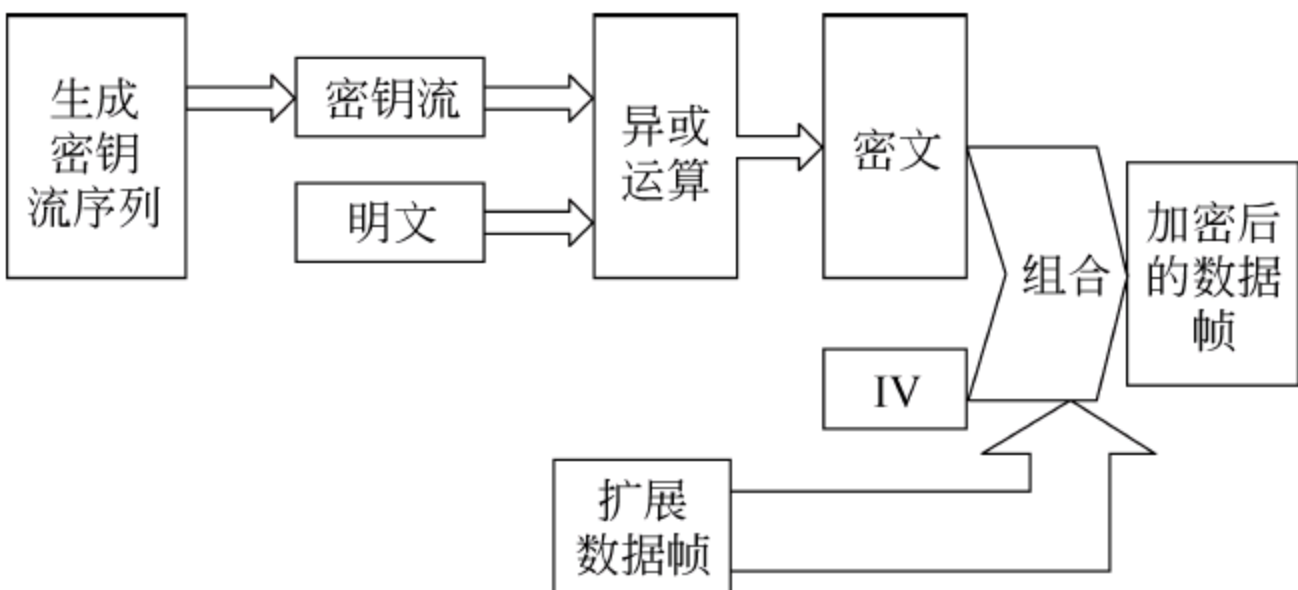 生成
密钥
流序列
密钥流
明文
异或
运算
密文
IV
组合
加密后
的数据
帧
扩展
数据帧